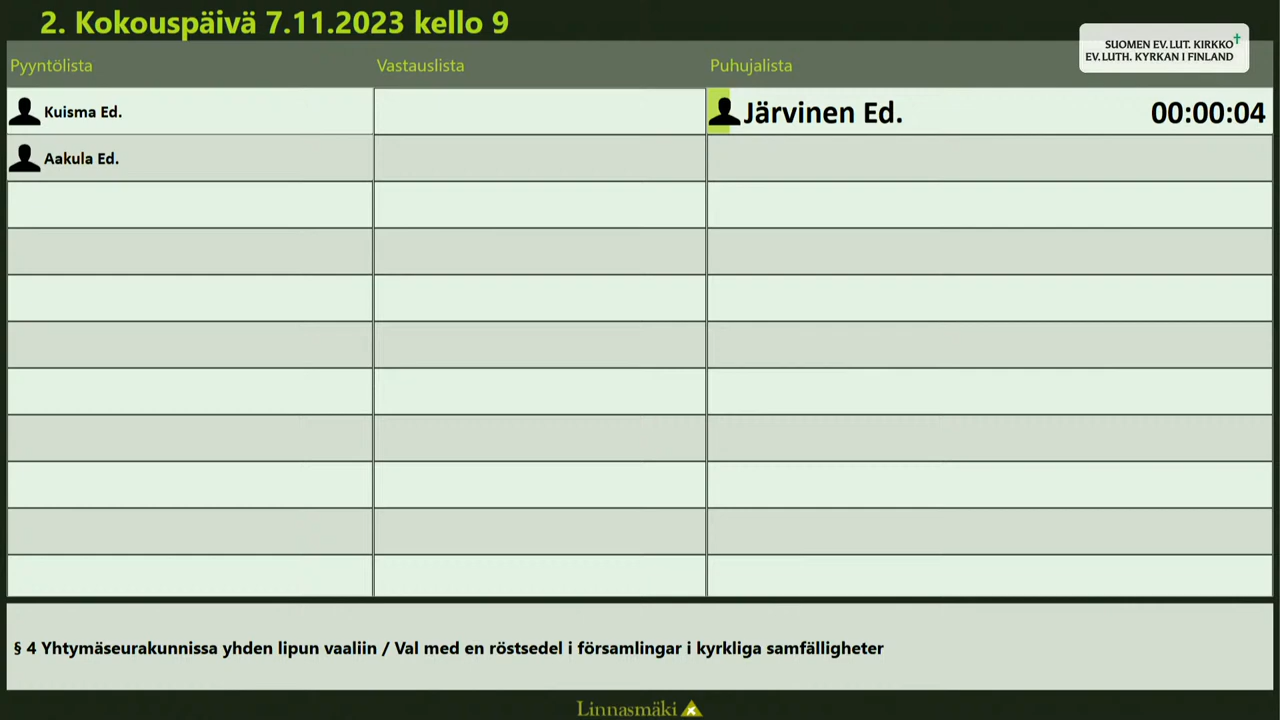 2. Kokouspäivä 7.11.2023 kello 9
SUOMEN EV. LUT. KIRKKO
EV. LUTH. KYRKAN I FINLAND
Pyyntölista Vastauslista Puhujalista
Kuisma Ed. Järvinen Ed. 00:00:04
Aakula Ed.
§ 4 Yhtymäseurakunnissa yhden lipun vaaliin / Val med en röstsedel i församlingar i kyrkliga samfälligheter
Linnasmäki